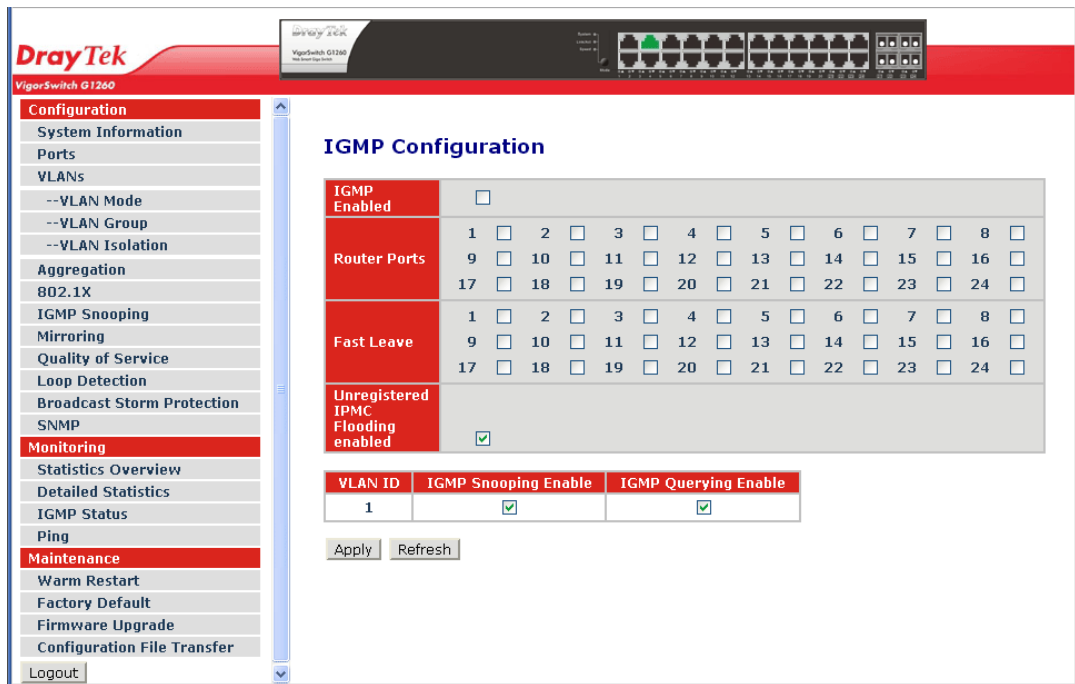 DrayTek
VigorSwitch G1260
DrayTek
VigorSwitch G1260
Configuration
System Information
Ports
VLANs
--VLAN Mode
--VLAN Group
--VLAN Isolation
Aggregation
802.1X
IGMP Snooping
Mirroring
Quality of Service
Loop Detection
Broadcast Storm Protection
SNMP
Monitoring
Statistics Overview
Detailed Statistics
IGMP Status
Ping
Maintenance
Warm Restart
Factory Default
Firmware Upgrade
Configuration File Transfer
Logout
IGMP Configuration
IGMP
Enabled
Router Ports
1 2 3 4 5 6 7 8
9 10 11 12 13 14 15 16
17 18 19 20 21 22 23 24
Fast Leave
1 2 3 4 5 6 7 8
9 10 11 12 13 14 15 16
17 18 19 20 21 22 23 24
Unregistered
IPMC
Flooding
enabled
VLAN ID IGMP Snooping Enable IGMP Querying Enable
1
Apply Refresh